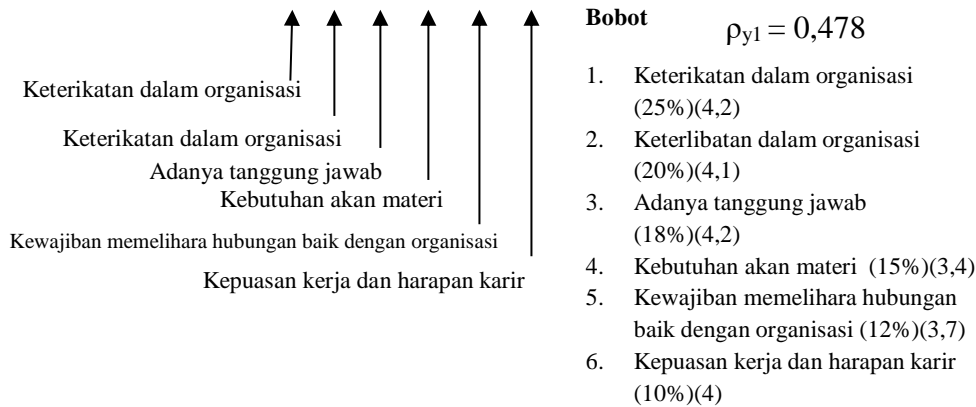 Keterikatan dalam organisasi
Keterikatan dalam organisasi
Adanya tanggung jawab
Kebutuhan akan materi
Kewajiban memelihara hubungan baik dengan organisasi
Kepuasan kerja dan harapan karir
Bobot
ρy1 = 0,478
1. Keterikatan dalam organisasi
(25%)(4,2)
2. Keterlibatan dalam organisasi
(20%)(4,1)
3. Adanya tanggung jawab
(18%)(4,2)
4. Kebutuhan akan materi (15%)(3,4)
5. Kewajiban memelihara hubungan
baik dengan organisasi (12%)(3,7)
6. Kepuasan kerja dan harapan karir
(10%)(4)